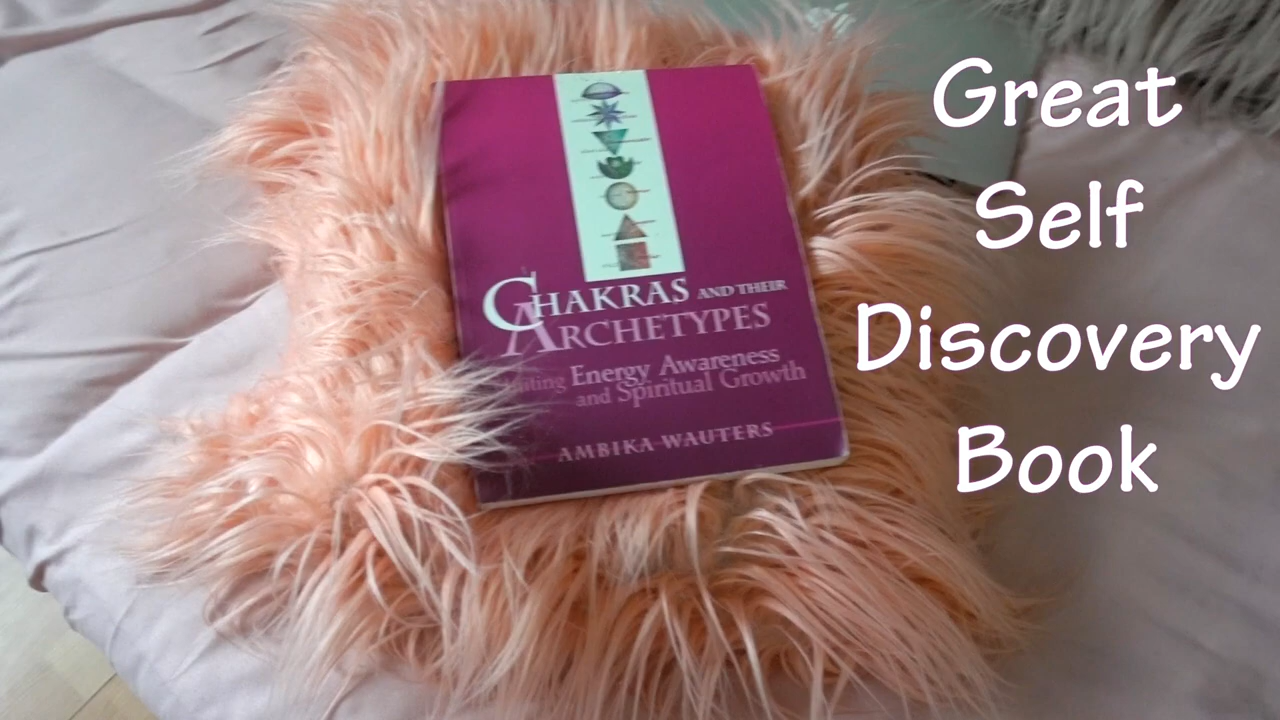 CHAKRAS AND THEIR
ARCHETYPES
Energy Awareness
and Spiritual Growth
AMBIKA WAUTERS
Great
Self
Discovery
Book